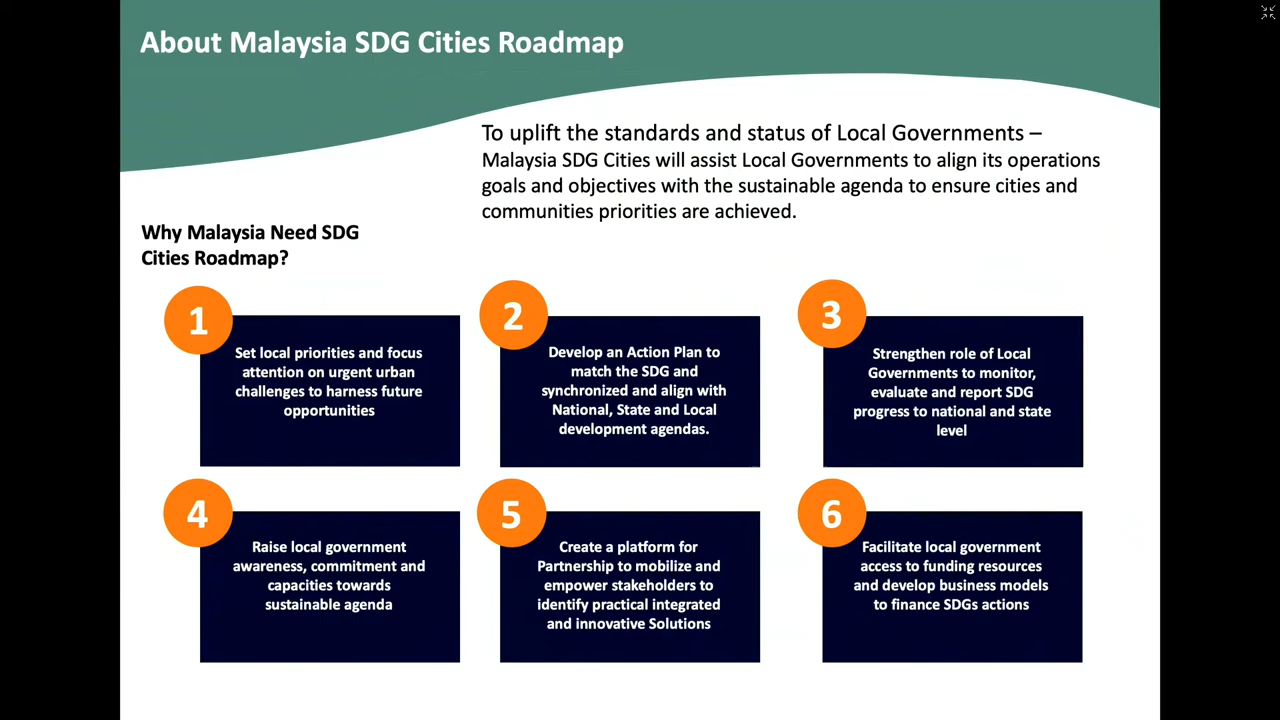 About Malaysia SDG Cities Roadmap
To uplift the standards and status of Local Governments –
Malaysia SDG Cities will assist Local Governments to align its operations
goals and objectives with the sustainable agenda to ensure cities and
communities priorities are achieved.
Why Malaysia Need SDG
Cities Roadmap?
1
Set local priorities and focus
attention on urgent urban
challenges to harness future
opportunities
2
Develop an Action Plan to
match the SDG and
synchronized and align with
National, State and Local
development agendas.
3
Strengthen role of Local
Governments to monitor,
evaluate and report SDG
progress to national and state
level
4
Raise local government
awareness, commitment and
capacities towards
sustainable agenda
5
Create a platform for
Partnership to mobilize and
empower stakeholders to
identify practical integrated
and innovative Solutions
6
Facilitate local government
access to funding resources
and develop business models
to finance SDGs actions